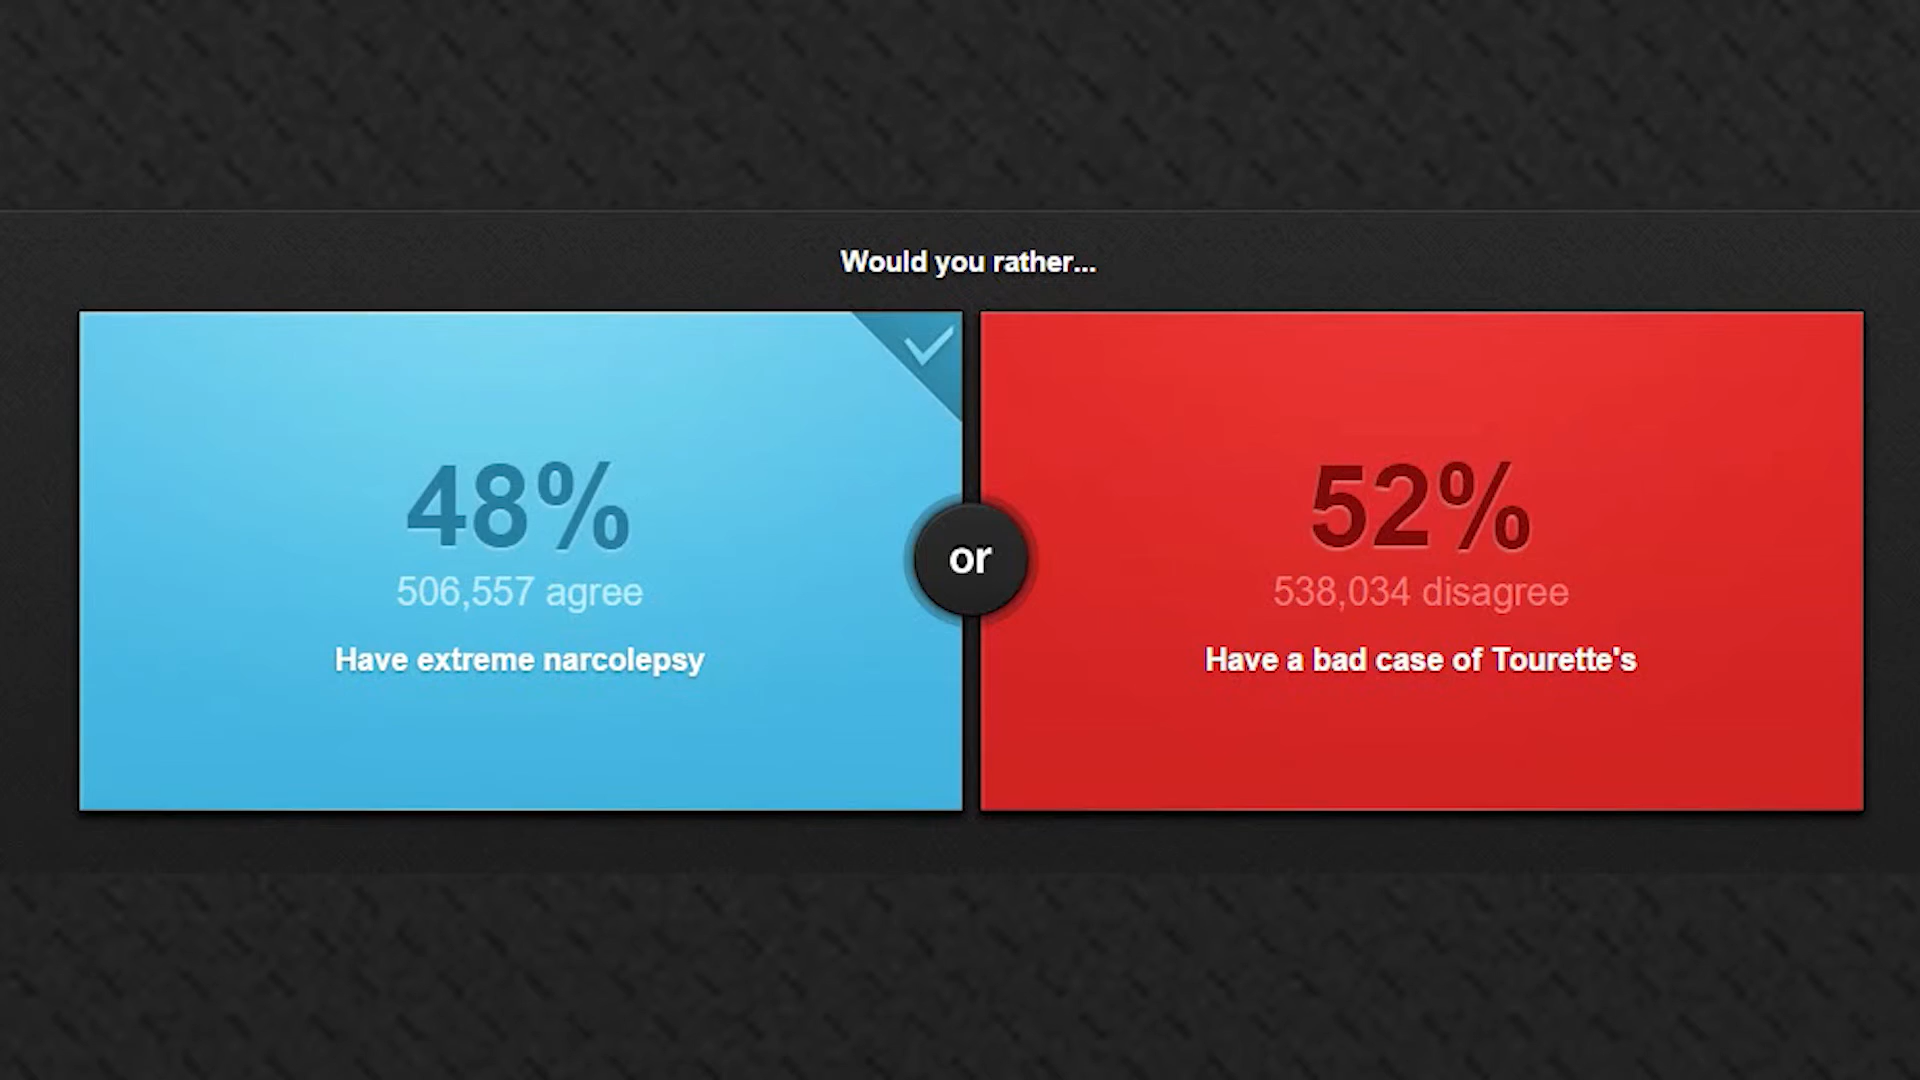 Would you rather...
48%
506,557 agree
Have extreme narcolepsy
or
52%
538,034 disagree
Have a bad case of Tourette's